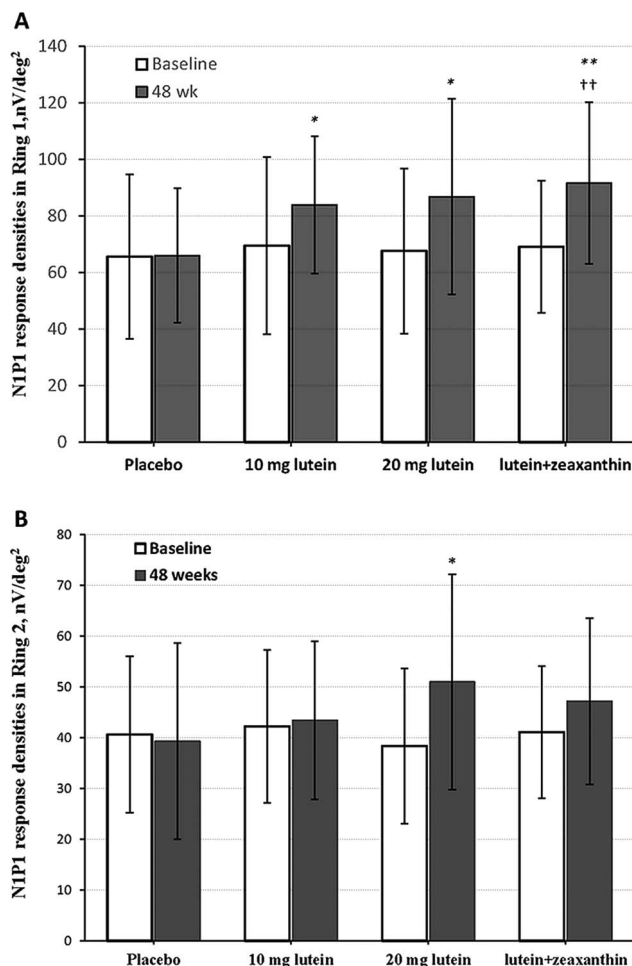 A
N1P1 response densities in Ring 1,nV/deg²
140
120
100
80
60
40
20
0
Baseline
48 wk
*
*
**
††
Placebo
10 mg lutein
20 mg lutein
lutein+zeaxanthin
B
N1P1 response densities in Ring 2, nV/deg²
80
70
60
50
40
30
20
10
0
Baseline
48 weeks
*
Placebo
10 mg lutein
20 mg lutein
lutein+zeaxanthin